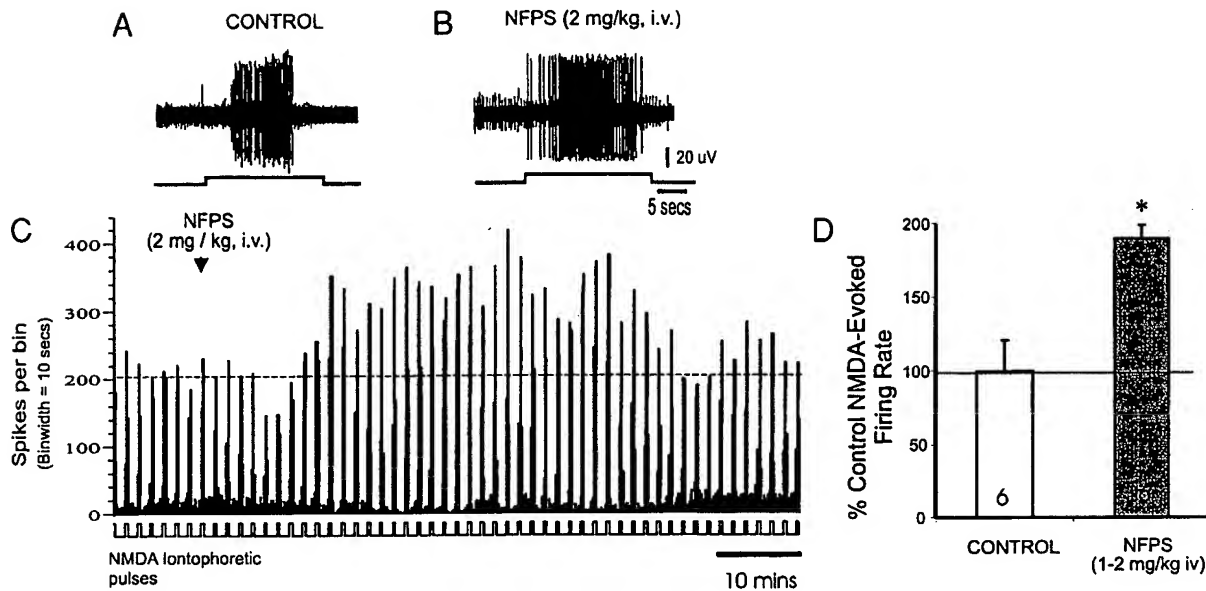 A
CONTROL
B
NFPS (2 mg/kg, i.v.)
20 uV
5 secs
C
NFPS
(2 mg / kg, i.v.)
Spikes per bin
(Binwidth = 10 secs)
400
300
200
100
0
NMDA Iontophoretic
pulses
10 mins
D
*
% Control NMDA-Evoked
Firing Rate
200
150
100
50
0
6
CONTROL
NFPS
(1-2 mg/kg iv)